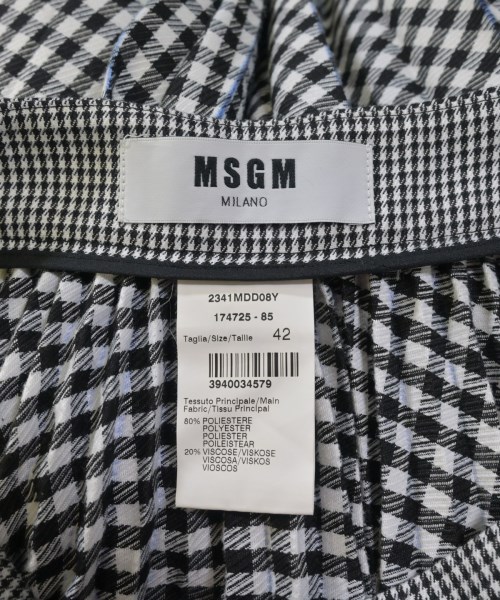 MSGM
MILANO
2341MDD08Y
174725 - 85
Taglia/Size/Taille 42
3940034579
Tessuto Principale/Main
Fabric/Tissu Principal
80% POLIESTERE
POLYESTER
POLIESTER
POILEISTEAR
20% VISCOSE/VISKOSE
VISCOSA/VISKOS
VIOSCOS